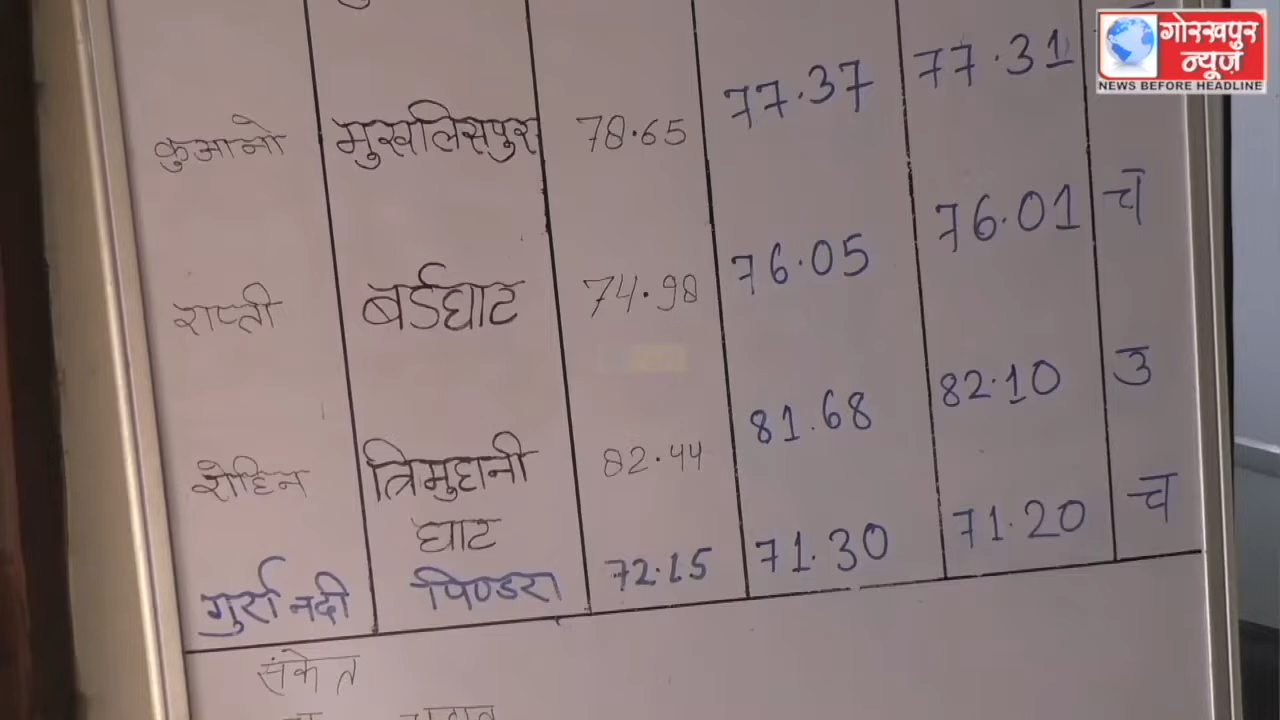 गोरखपुर
न्यूज़
NEWS BEFORE HEADLINE
कुआनो मुखलिसपुर 78.65 77.37 77.31
राप्ती बर्डघाट 74.98 76.05 76.01 च
रोहिन त्रिमुहानी 82.44 81.68 82.10 उ
घाट
गुर्रा नदी पिण्डरा 72.15 71.30 71.20 च
संकेत